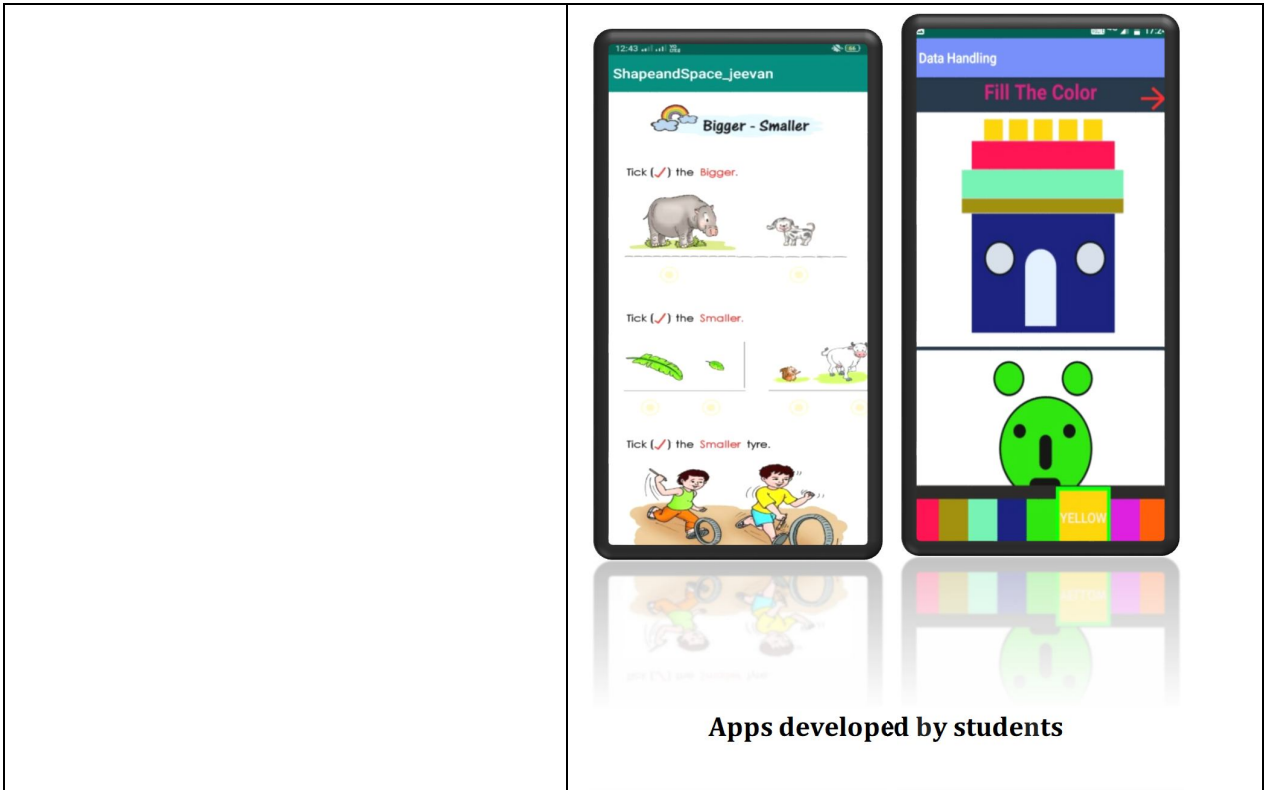 12:43
ShapeandSpace_jeevan
Bigger - Smaller
Tick (✓) the Bigger.
Tick (✓) the Smaller.
Tick (✓) the Smaller tyre.
Data Handling
Fill The Color
YELLOW
Apps developed by students